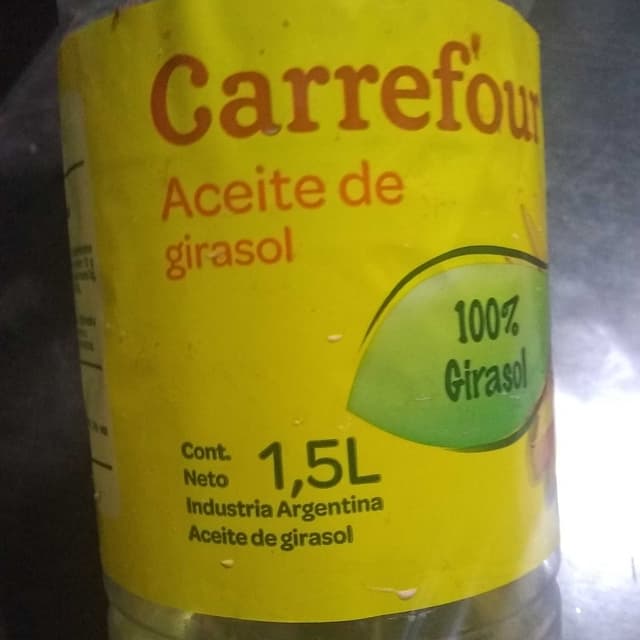 Carrefour
Aceite de
girasol
100%
Girasol
Cont.
Neto
1,5L
Industria Argentina
Aceite de girasol